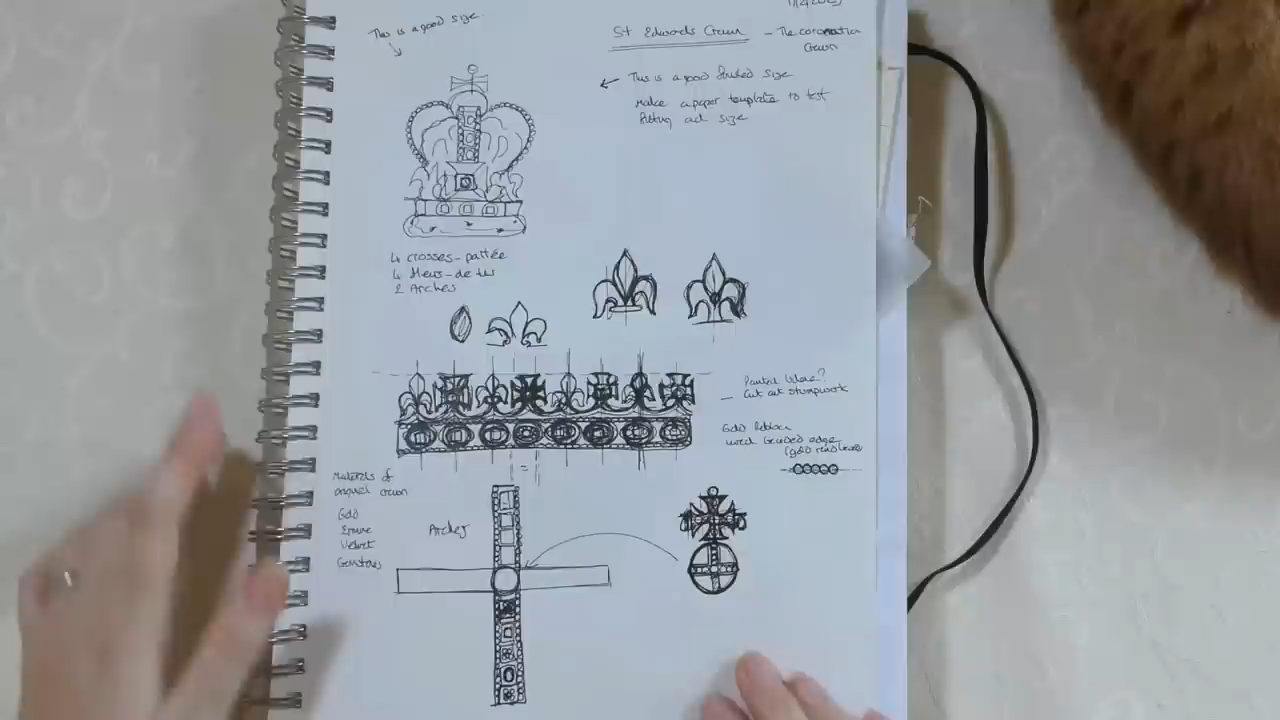 This is a good size
St Edwards Crown - The coronation
Crown
This is a good finished size
Make a paper template to test
fitting and size
4 crosses-pattée
4 fleurs-de lis
2 Arches
- Cut out stumpwork
Gold Ribbon
with beaded edge
Materials of
original crown
Gold
Ermine
Velvet
Gemstones
Arches